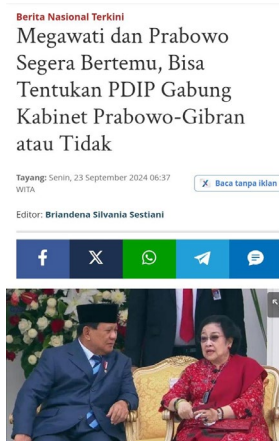 Berita Nasional Terkini
Megawati dan Prabowo
Segera Bertemu, Bisa
Tentukan PDIP Gabung
Kabinet Prabowo-Gibran
atau Tidak
Tayang: Senin, 23 September 2024 06:37
WITA
Baca tanpa iklan
Editor: Briandena Silvania Sestiani